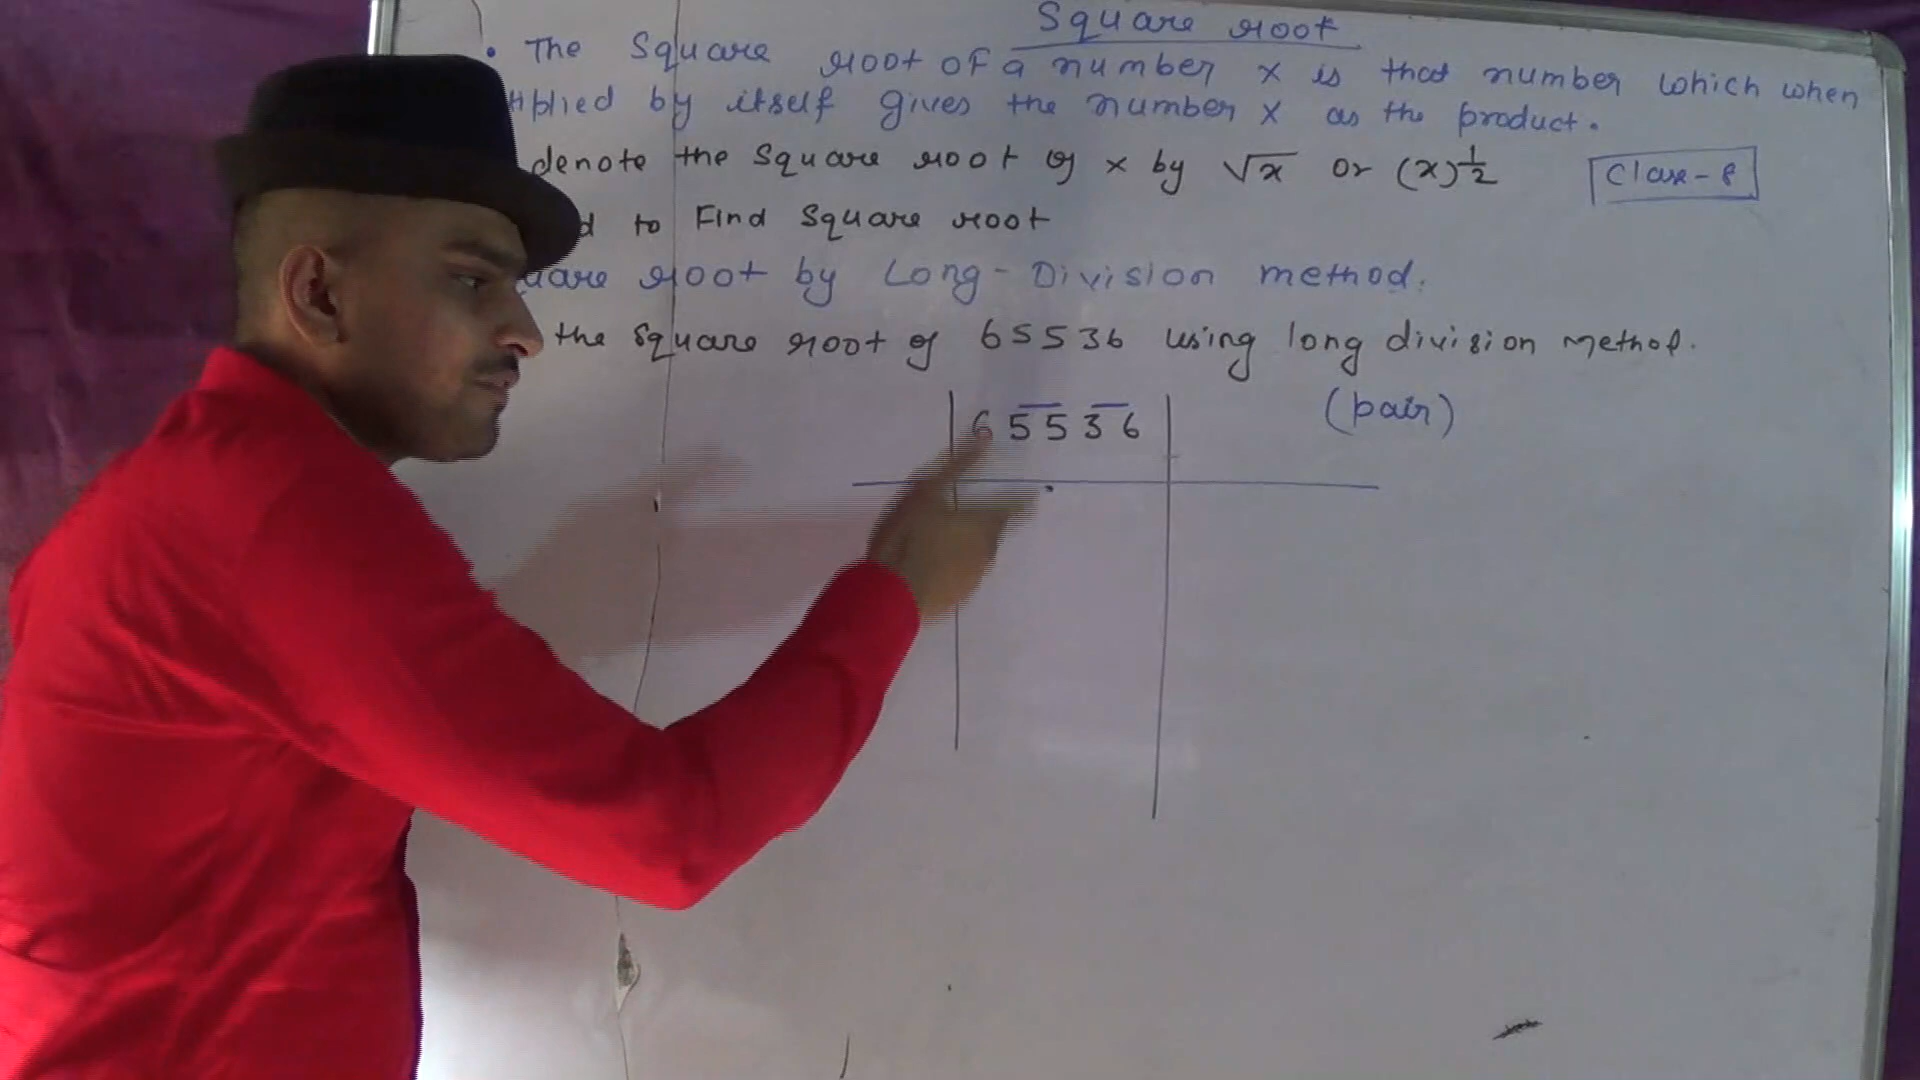 Square root
• The Square root of a number x is that number which when
tiplied by itself gives the number x as the product.
denote the Square root of x by √x or (x)^1/2
Class-8
d to Find Square root
uare root by Long-Division method.
the square root of 65536 using long division method.
(pair)
65536